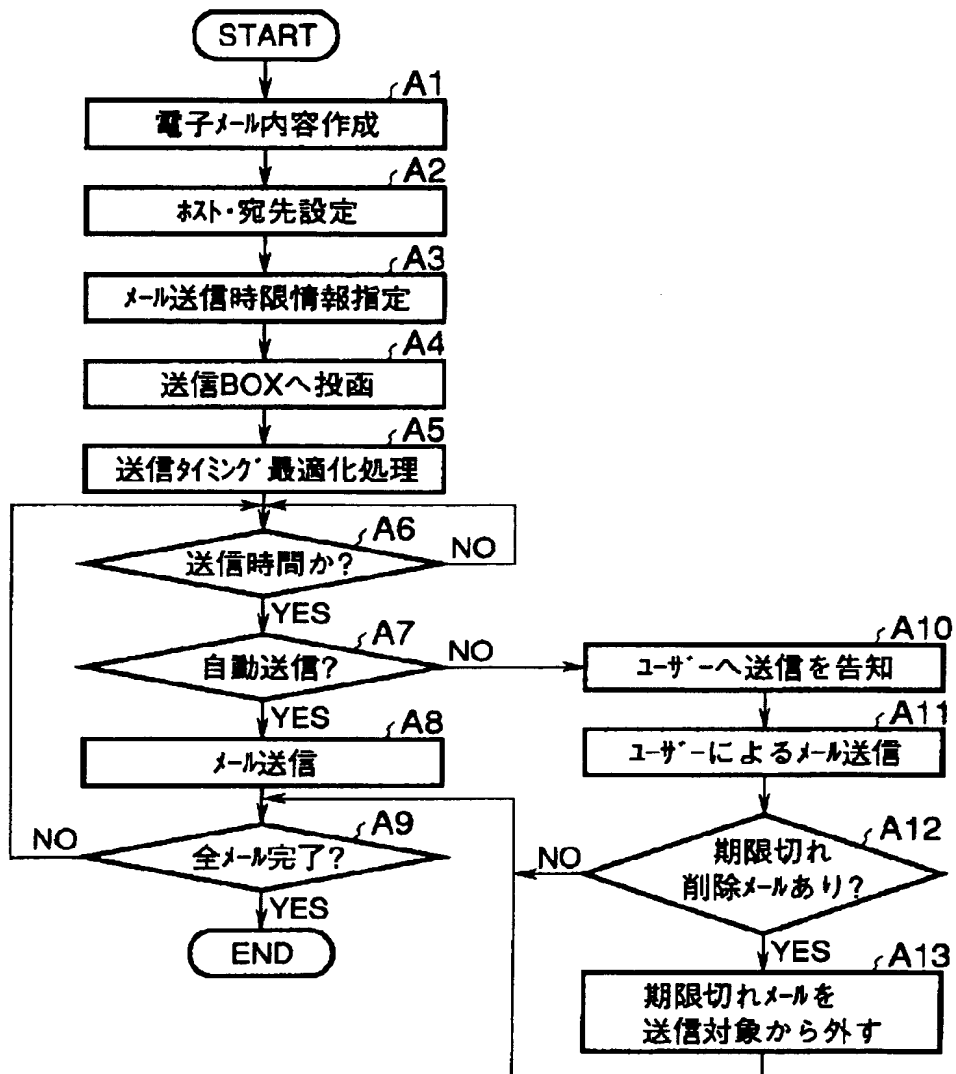 START
A1
電子ﾒｰﾙ内容作成
A2
ﾎｽﾄ･宛先設定
A3
ﾒｰﾙ送信時限情報指定
A4
送信BOXへ投函
A5
送信ﾀｲﾐﾝｸﾞ最適化処理
A6
送信時間か?
NO
YES
A7
自動送信?
NO
YES
A8
ﾒｰﾙ送信
A9
全ﾒｰﾙ完了?
NO
YES
END
A10
ﾕｰｻﾞｰへ送信を告知
A11
ﾕｰｻﾞｰによるﾒｰﾙ送信
A12
期限切れ
削除ﾒｰﾙあり?
NO
YES
A13
期限切れﾒｰﾙを
送信対象から外す